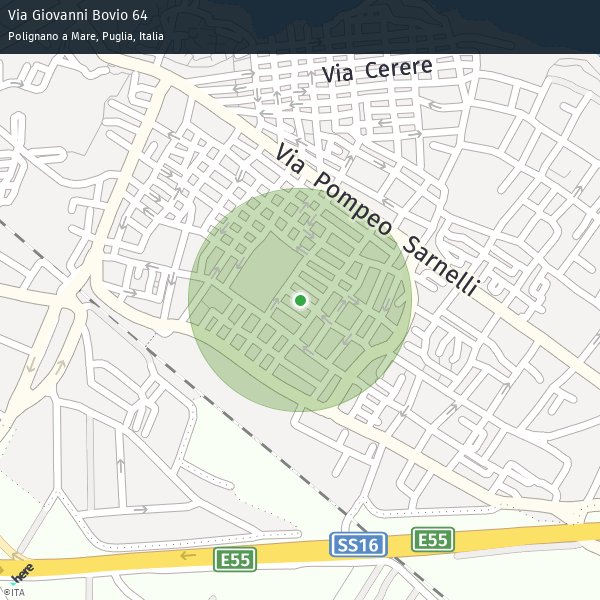 Via Giovanni Bovio 64
Polignano a Mare, Puglia, Italia
Via Cerere
Via Pompeo Sarnelli
E55
SS16
E55
here
©ITA